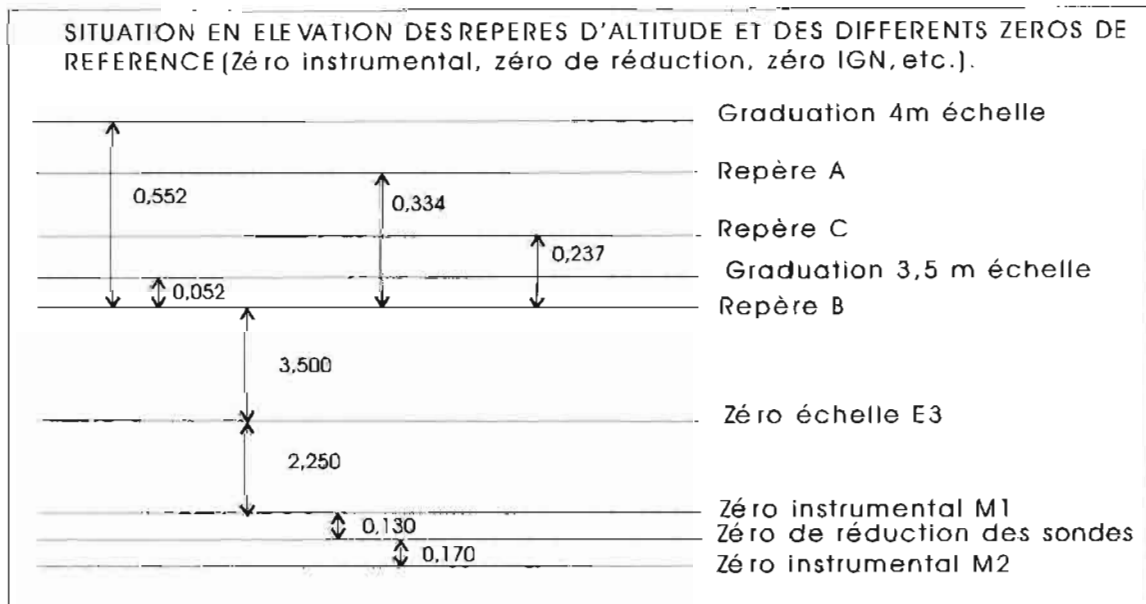 SITUATION EN ELEVATION DES REPERES D'ALTITUDE ET DES DIFFERENTS ZEROS DE
REFERENCE (Zéro instrumental, zéro de réduction, zéro IGN, etc.).
Graduation 4m échelle
Repère A
0,552
0,334
Repère C
0,237
Graduation 3,5 m échelle
0,052
Repère B
3,500
Zéro échelle E3
2,250
Zéro instrumental M1
0,130
Zéro de réduction des sondes
0,170
Zéro instrumental M2